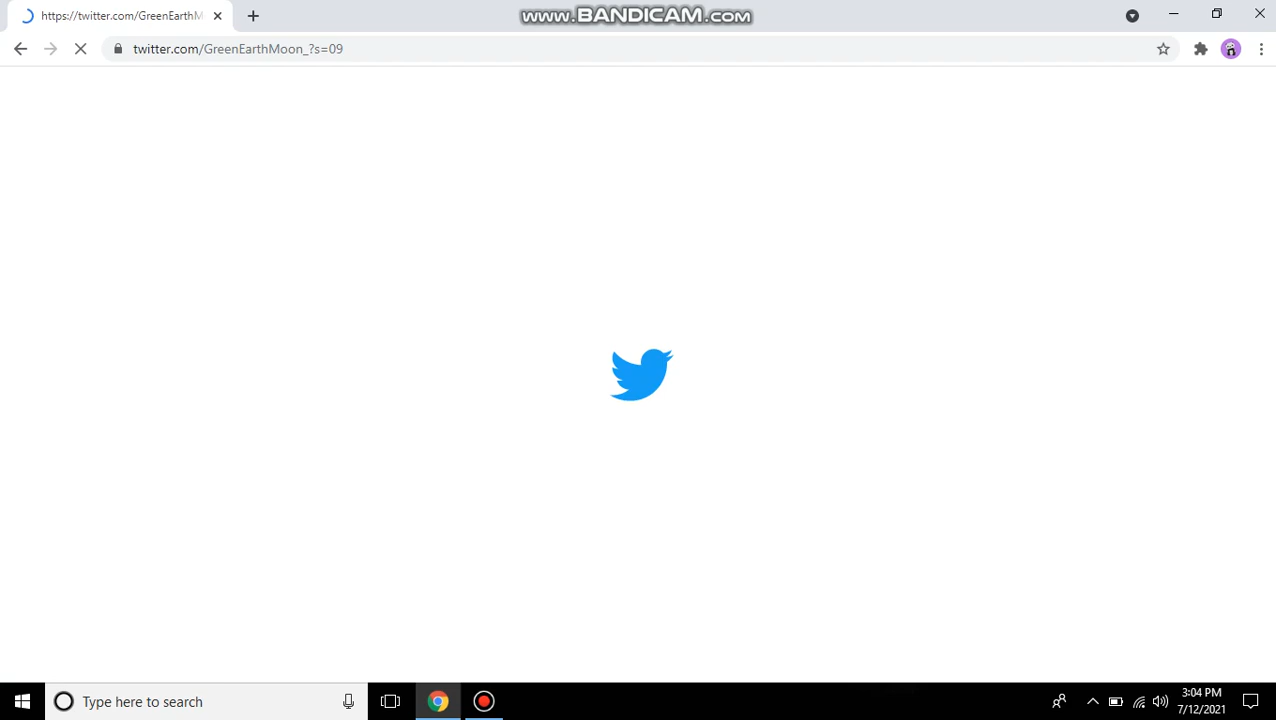 https://twitter.com/GreenEarthM
www.BANDICAM.com
twitter.com/GreenEarthMoon_?s=09
Type here to search
3:04 PM
7/12/2021